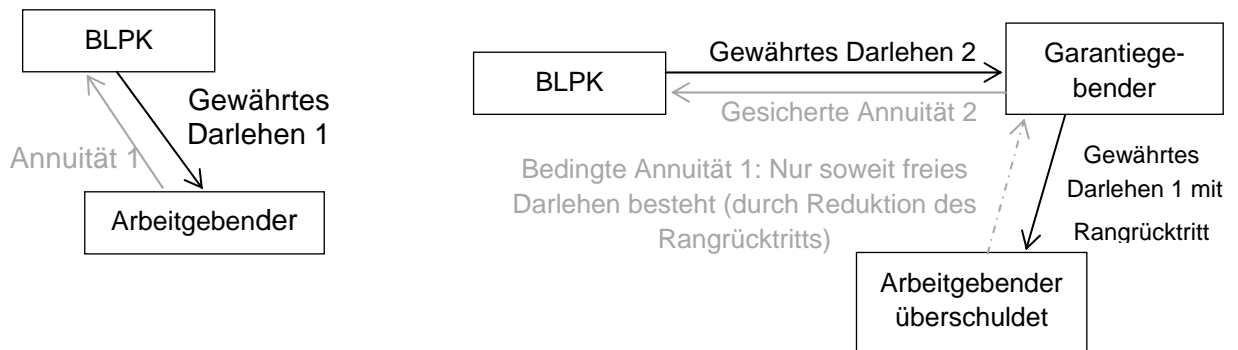 BLPK
Gewährtes
Darlehen 1
Annuität 1
Arbeitgebender
BLPK
Gewährtes Darlehen 2
Gesicherte Annuität 2
Garantiege-
bender
Bedingte Annuität 1: Nur soweit freies
Darlehen besteht (durch Reduktion des
Rangrücktritts)
Gewährtes
Darlehen 1 mit
Rangrücktritt
Arbeitgebender
überschuldet